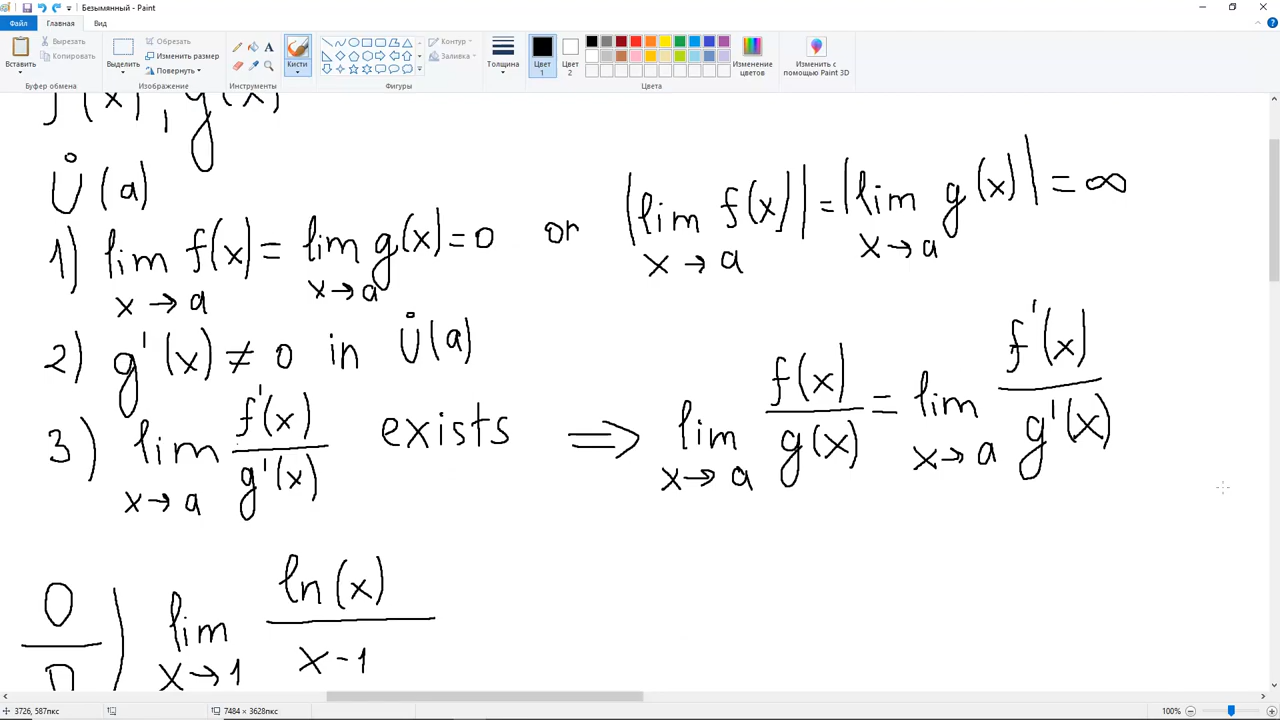 Безымянный - Paint
Файл Главная Вид
Вставить Вырезать Копировать Выделить Обрезать Изменить размер Повернуть Кисти Контур Заливка Толщина Цвет 1 Цвет 2 Изменение цветов Изменить с помощью Paint 3D
Буфер обмена Изображение Инструменты Фигуры Цвета
f(x), g(x)
Ů(a)
1) lim x→a f(x) = lim x→a g(x) = 0 or |lim x→a f(x)| = |lim x→a g(x)| = ∞
2) g'(x) ≠ 0 in Ů(a)
3) lim x→a f'(x)/g'(x) exists ⟹ lim x→a f(x)/g(x) = lim x→a f'(x)/g'(x)
0/0) lim x→1 ln(x)/x-1
3726, 587пкс 7484 × 3628пкс 100%